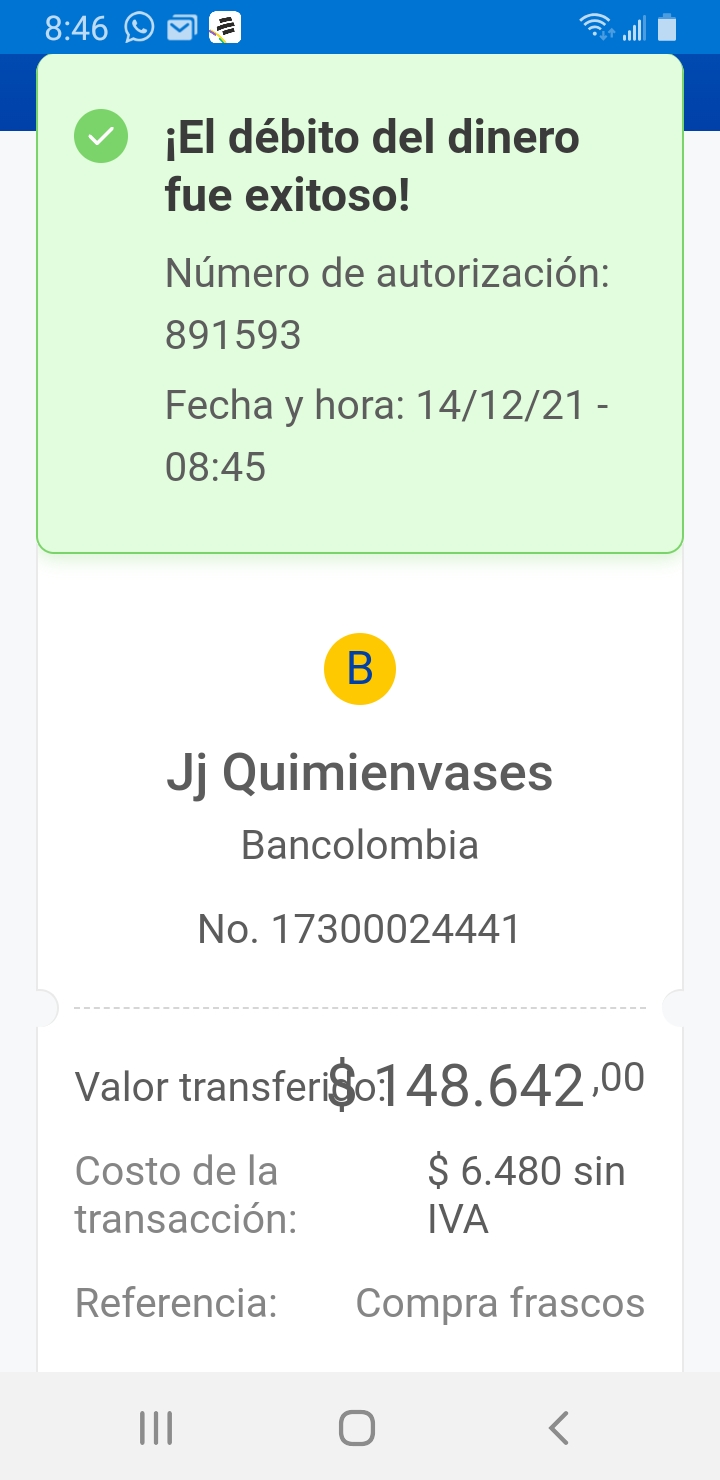 8:46
¡El débito del dinero
fue exitoso!
Número de autorización:
891593
Fecha y hora: 14/12/21 -
08:45
B
Jj Quimienvases
Bancolombia
No. 17300024441
Valor transferido: $ 148.642,00
Costo de la $ 6.480 sin
transacción: IVA
Referencia: Compra frascos